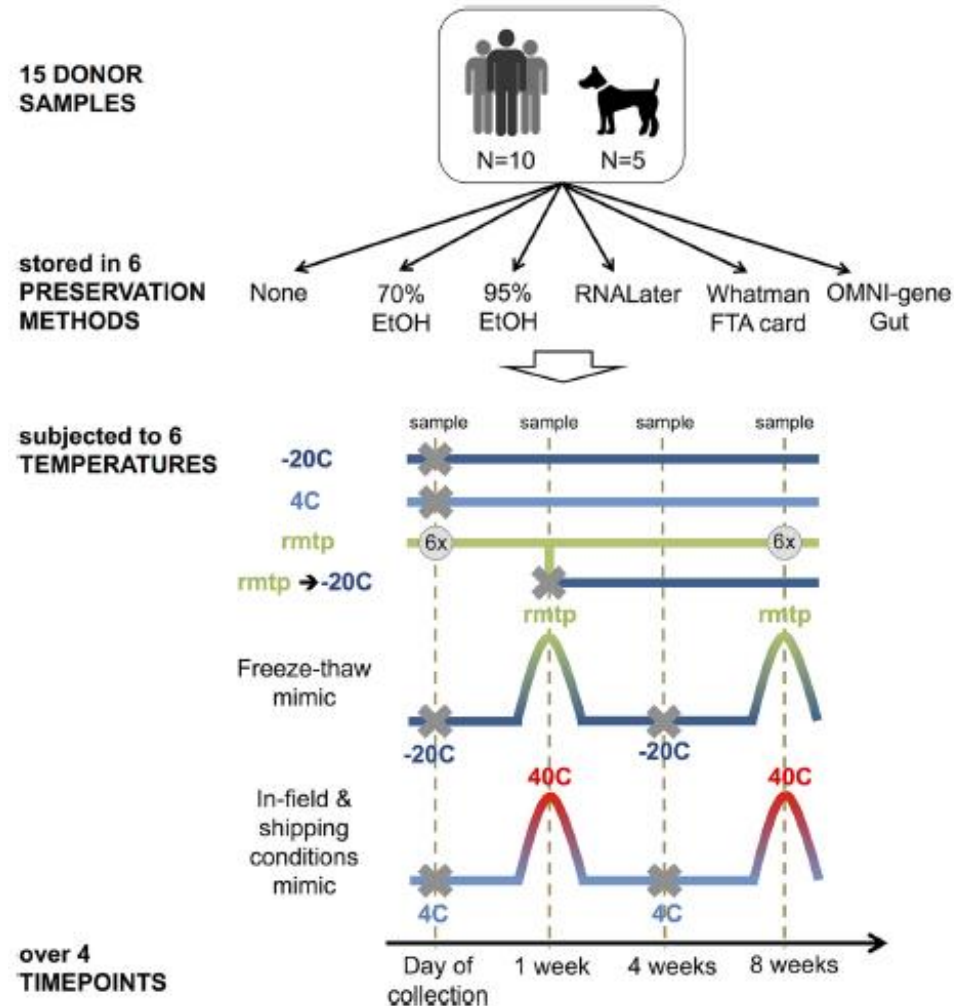 15 DONOR
SAMPLES
N=10
N=5
stored in 6
PRESERVATION
METHODS
None
70%
EtOH
95%
EtOH
RNALater
Whatman
FTA card
OMNI-gene
Gut
subjected to 6
TEMPERATURES
sample
sample
sample
sample
-20C
4C
rmtp
6x
6x
rmtp ➔ -20C
rmtp
rmtp
Freeze-thaw
mimic
-20C
-20C
In-field &
shipping
conditions
mimic
40C
40C
4C
4C
over 4
TIMEPOINTS
Day of
collection
1 week
4 weeks
8 weeks